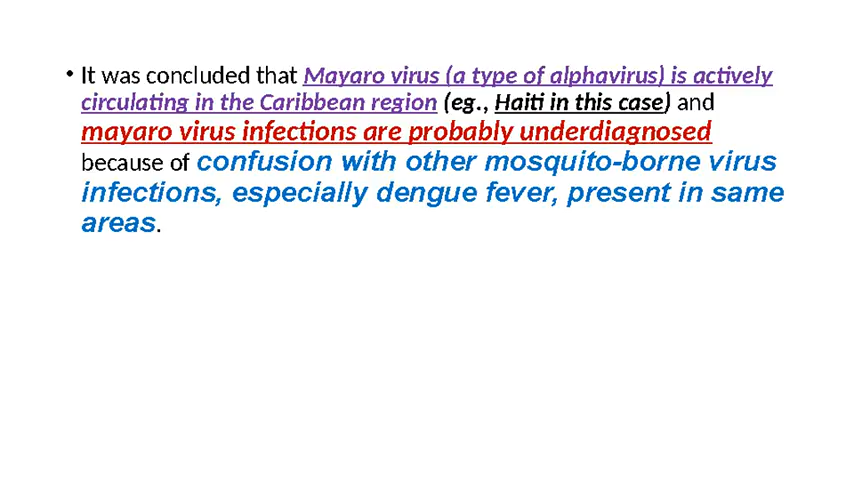 • It was concluded that Mayaro virus (a type of alphavirus) is actively
circulating in the Caribbean region (eg., Haiti in this case) and
mayaro virus infections are probably underdiagnosed
because of confusion with other mosquito-borne virus
infections, especially dengue fever, present in same
areas.